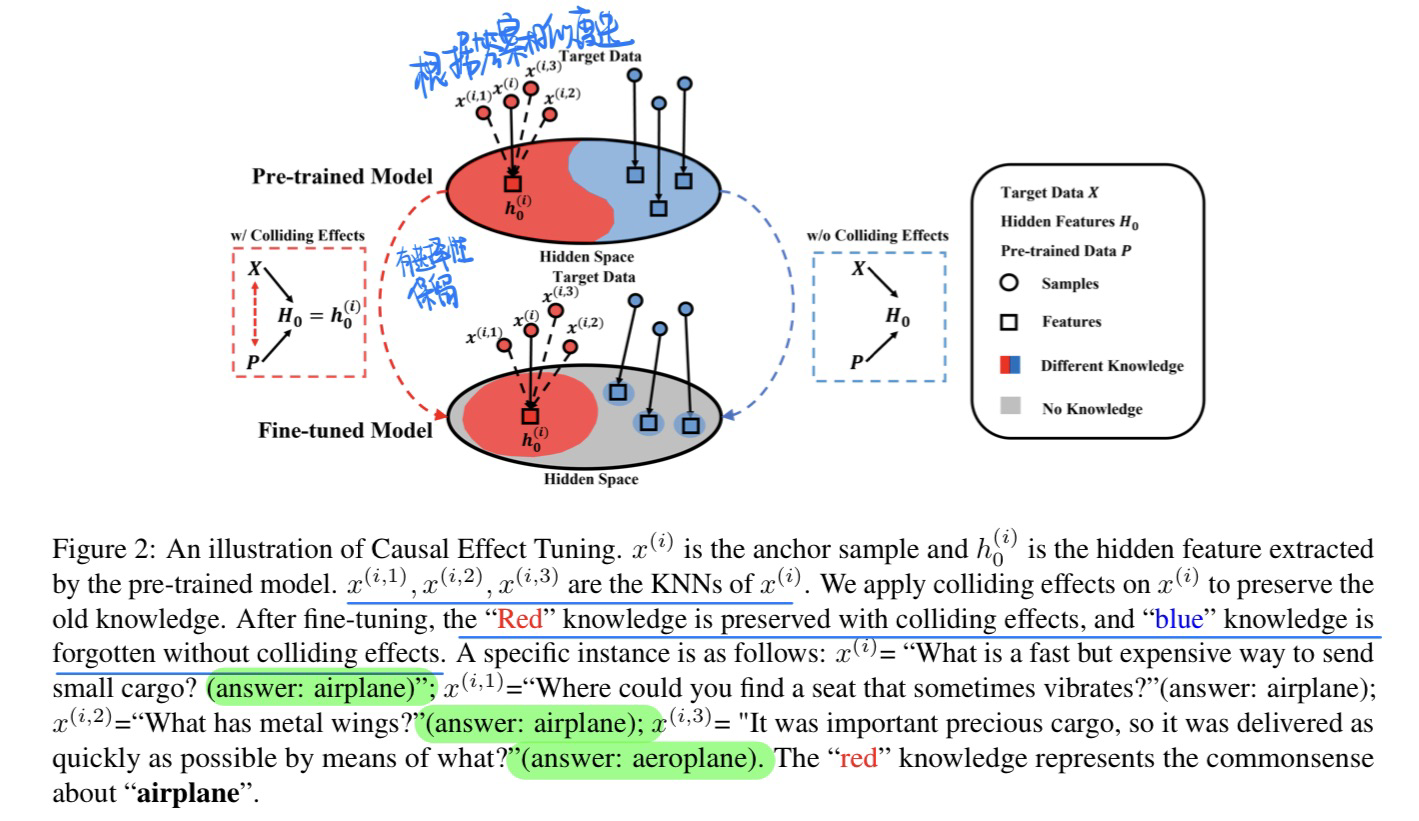 根据答案相似度选
Target Data
x^(i,1) x^(i) x^(i,3) x^(i,2)
Pre-trained Model
h_0^(i)
w/ Colliding Effects
X
H_0 = h_0^(i)
P
有选择性
保留
Hidden Space
Target Data
x^(i,1) x^(i) x^(i,3) x^(i,2)
Fine-tuned Model
h_0^(i)
Hidden Space
w/o Colliding Effects
X
H_0
P
Target Data X
Hidden Features H_0
Pre-trained Data P
Samples
Features
Different Knowledge
No Knowledge
Figure 2: An illustration of Causal Effect Tuning. x^(i) is the anchor sample and h_0^(i) is the hidden feature extracted
by the pre-trained model. x^(i,1), x^(i,2), x^(i,3) are the KNNs of x^(i). We apply colliding effects on x^(i) to preserve the
old knowledge. After fine-tuning, the “Red” knowledge is preserved with colliding effects, and “blue” knowledge is
forgotten without colliding effects. A specific instance is as follows: x^(i)= “What is a fast but expensive way to send
small cargo? (answer: airplane)”; x^(i,1)=“Where could you find a seat that sometimes vibrates?”(answer: airplane);
x^(i,2)=“What has metal wings?”(answer: airplane); x^(i,3)= "It was important precious cargo, so it was delivered as
quickly as possible by means of what?”(answer: aeroplane). The “red” knowledge represents the commonsense
about “airplane”.